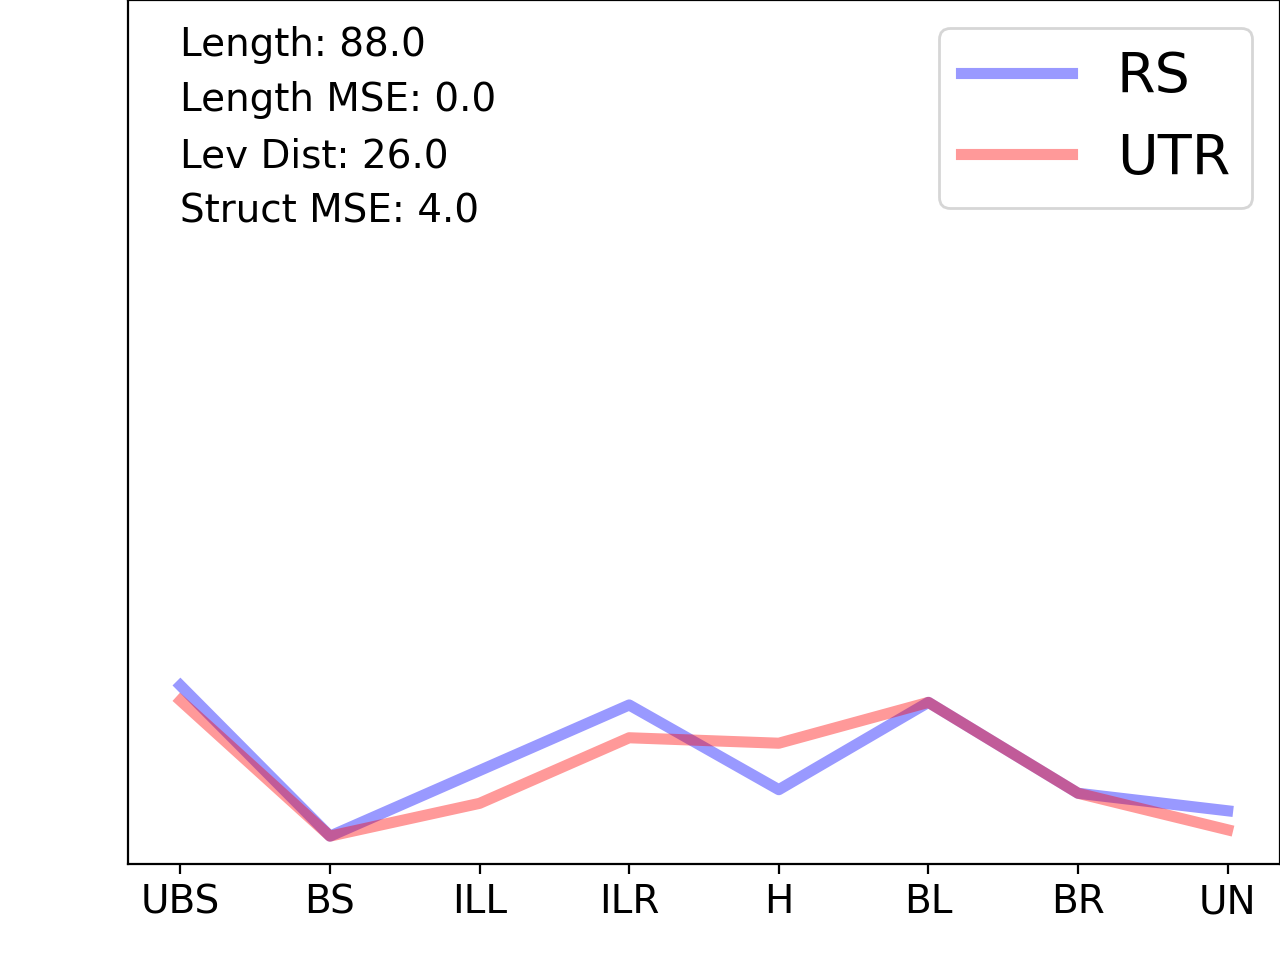 Length: 88.0
Length MSE: 0.0
Lev Dist: 26.0
Struct MSE: 4.0
RS
UTR
UBS BS ILL ILR H BL BR UN